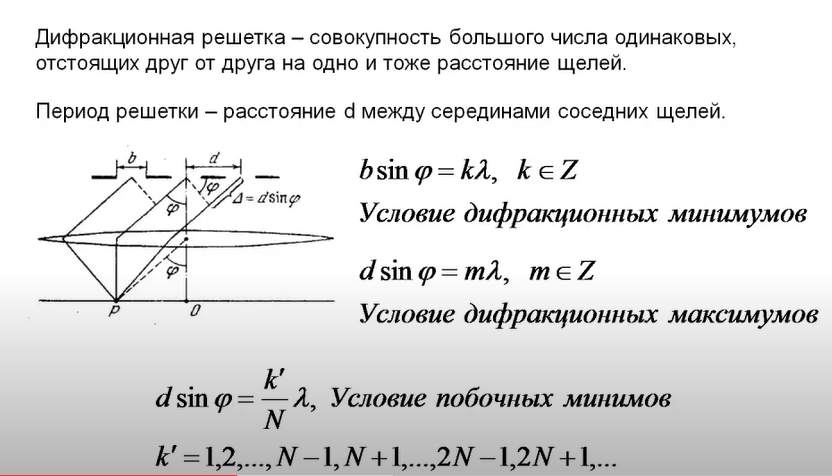 Дифракционная решетка – совокупность большого числа одинаковых,
отстоящих друг от друга на одно и тоже расстояние щелей.
Период решетки – расстояние d между серединами соседних щелей.
b d
φ φ Δ = d sin φ
φ
P O
b sin φ = kλ, k ∈ Z
Условие дифракционных минимумов
d sin φ = mλ, m ∈ Z
Условие дифракционных максимумов
d sin φ = k′/N λ, Условие побочных минимов
k′ = 1,2,..., N − 1, N + 1,...,2N − 1,2N + 1,...